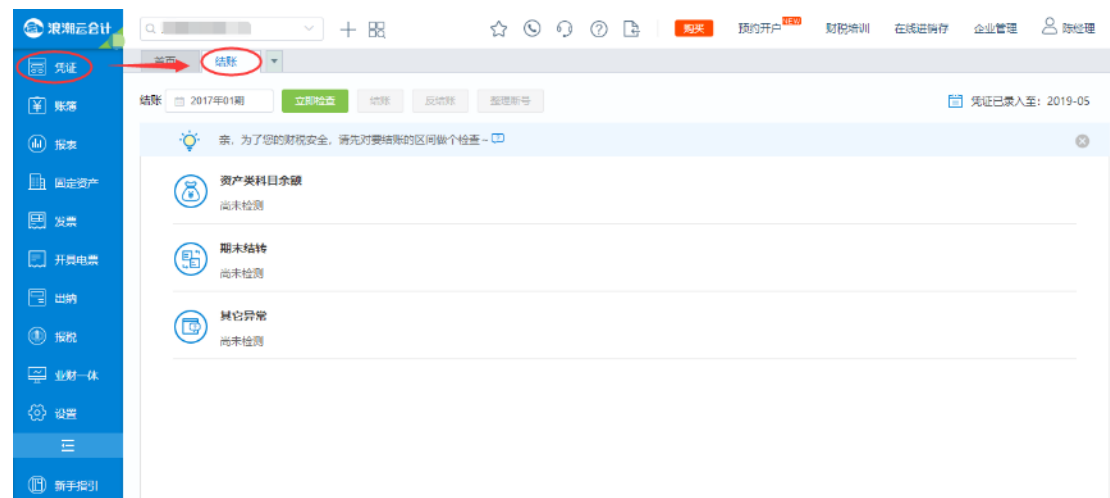 浪潮云会计
购买
预约开户
NEW
财税培训
在线进销存
企业管理
陈经理
凭证
首页
结账
账簿
结账
2017年01期
立即检查
结账
反结账
整理断号
凭证已录入至：2019-05
报表
亲，为了您的财税安全，请先对要结账的区间做个检查~
固定资产
资产类科目余额
尚未检测
发票
期末结转
尚未检测
开具电票
出纳
其它异常
尚未检测
报税
业财一体
设置
新手指引